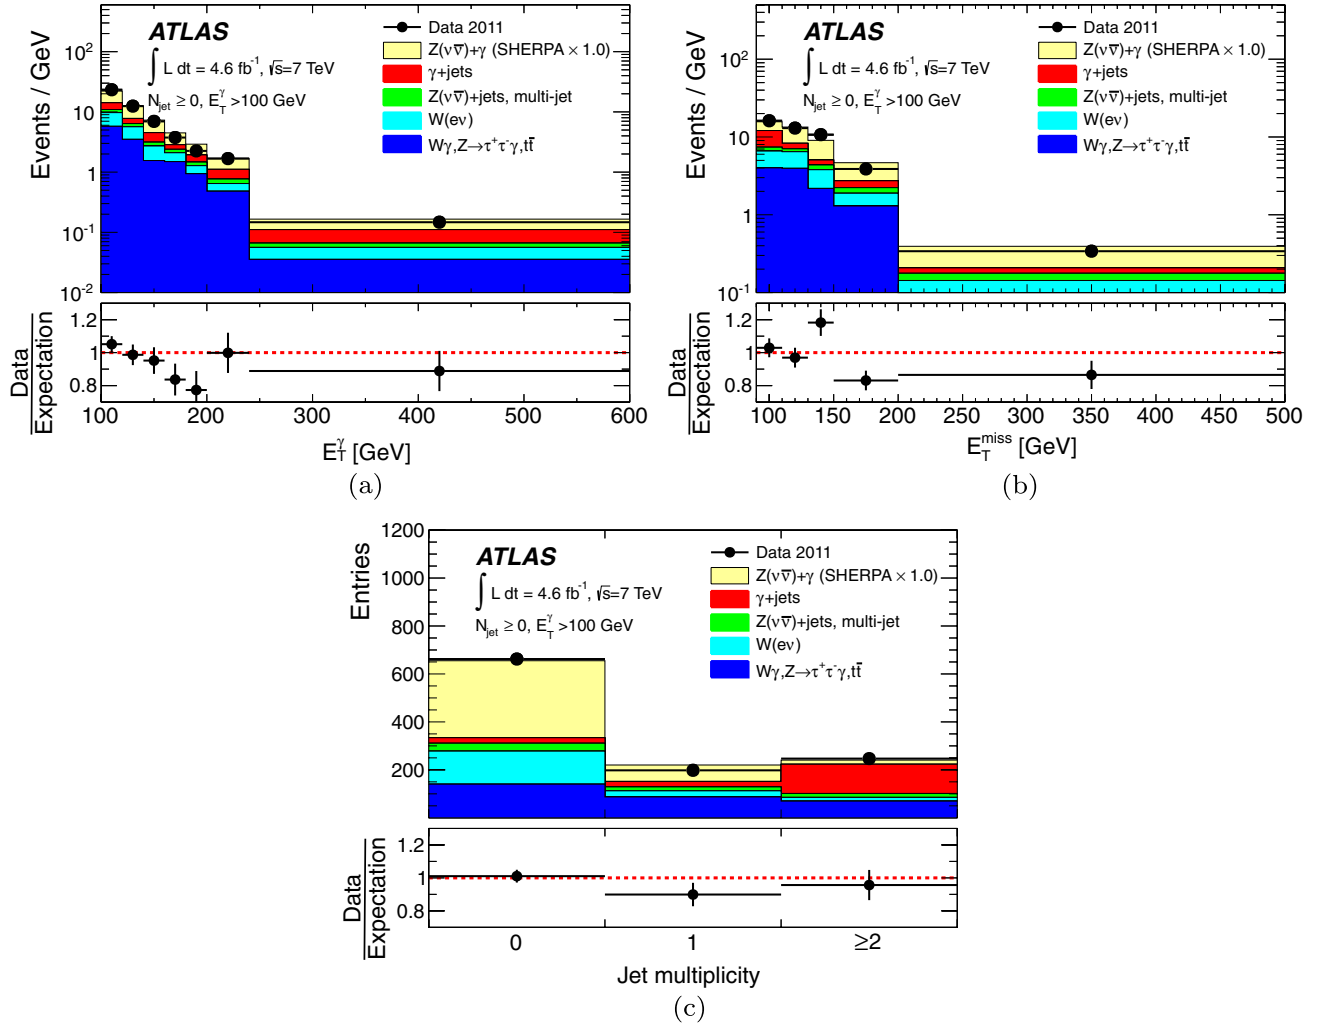 ATLAS
∫ L dt = 4.6 fb⁻¹, √s=7 TeV
N_jet ≥ 0, E_T^γ >100 GeV
Data 2011
Z(νν̅)+γ (SHERPA × 1.0)
γ+jets
Z(νν̅)+jets, multi-jet
W(eν)
Wγ,Z→τ⁺τ⁻γ,tt̅
Events / GeV
10²
10
1
10⁻¹
10⁻²
Data
Expectation
1.2
1
0.8
100 200 300 400 500 600
E_T^γ [GeV]
(a)
ATLAS
∫ L dt = 4.6 fb⁻¹, √s=7 TeV
N_jet ≥ 0, E_T^γ >100 GeV
Data 2011
Z(νν̅)+γ (SHERPA × 1.0)
γ+jets
Z(νν̅)+jets, multi-jet
W(eν)
Wγ,Z→τ⁺τ⁻γ,tt̅
Events / GeV
10²
10
1
10⁻¹
Data
Expectation
1.2
1
0.8
100 150 200 250 300 350 400 450 500
E_T^miss [GeV]
(b)
ATLAS
∫ L dt = 4.6 fb⁻¹, √s=7 TeV
N_jet ≥ 0, E_T^γ >100 GeV
Data 2011
Z(νν̅)+γ (SHERPA × 1.0)
γ+jets
Z(νν̅)+jets, multi-jet
W(eν)
Wγ,Z→τ⁺τ⁻γ,tt̅
Entries
1200
1000
800
600
400
200
Data
Expectation
1.2
1
0.8
0 1 ≥2
Jet multiplicity
(c)